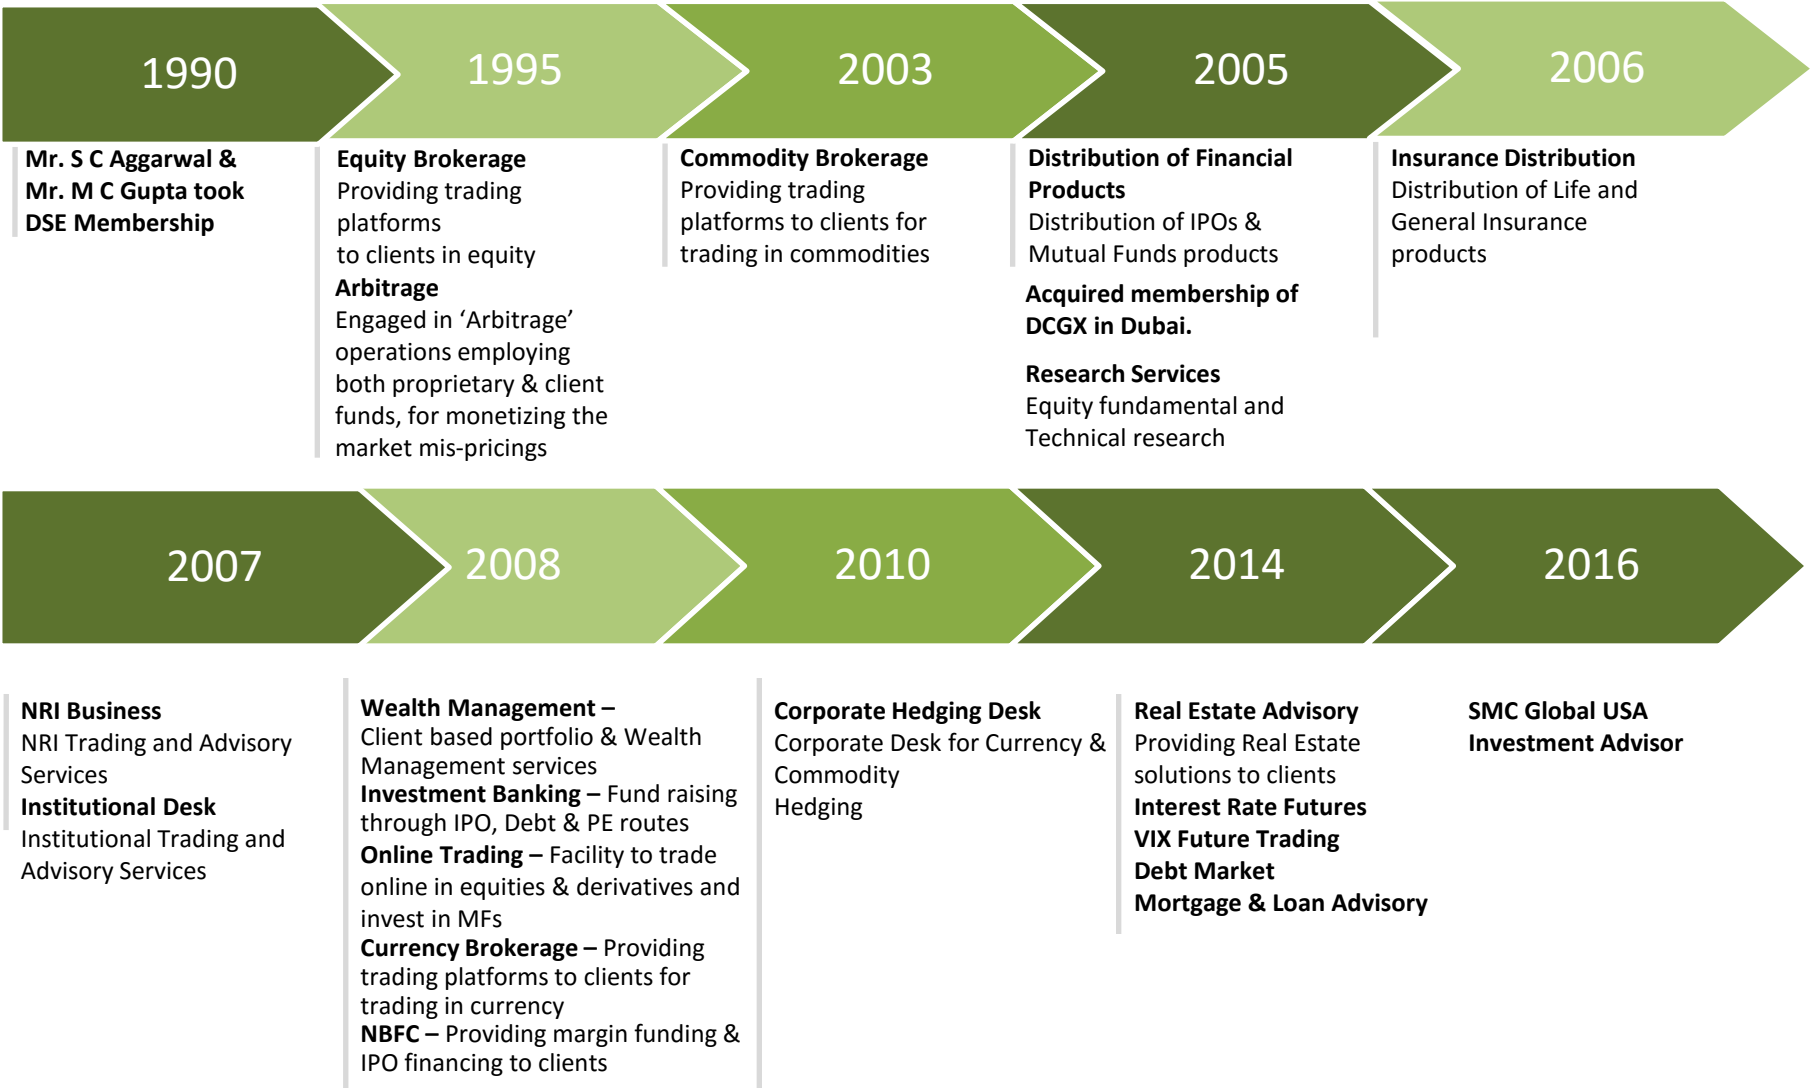 1990
1995
2003
2005
2006
Mr. S C Aggarwal &
Mr. M C Gupta took
DSE Membership
Equity Brokerage
Providing trading
platforms
to clients in equity
Arbitrage
Engaged in ‘Arbitrage’
operations employing
both proprietary & client
funds, for monetizing the
market mis-pricings
Commodity Brokerage
Providing trading
platforms to clients for
trading in commodities
Distribution of Financial
Products
Distribution of IPOs &
Mutual Funds products
Acquired membership of
DCGX in Dubai.
Research Services
Equity fundamental and
Technical research
Insurance Distribution
Distribution of Life and
General Insurance
products
2007
2008
2010
2014
2016
NRI Business
NRI Trading and Advisory
Services
Institutional Desk
Institutional Trading and
Advisory Services
Wealth Management –
Client based portfolio & Wealth
Management services
Investment Banking – Fund raising
through IPO, Debt & PE routes
Online Trading – Facility to trade
online in equities & derivatives and
invest in MFs
Currency Brokerage – Providing
trading platforms to clients for
trading in currency
NBFC – Providing margin funding &
IPO financing to clients
Corporate Hedging Desk
Corporate Desk for Currency &
Commodity
Hedging
Real Estate Advisory
Providing Real Estate
solutions to clients
Interest Rate Futures
VIX Future Trading
Debt Market
Mortgage & Loan Advisory
SMC Global USA
Investment Advisor